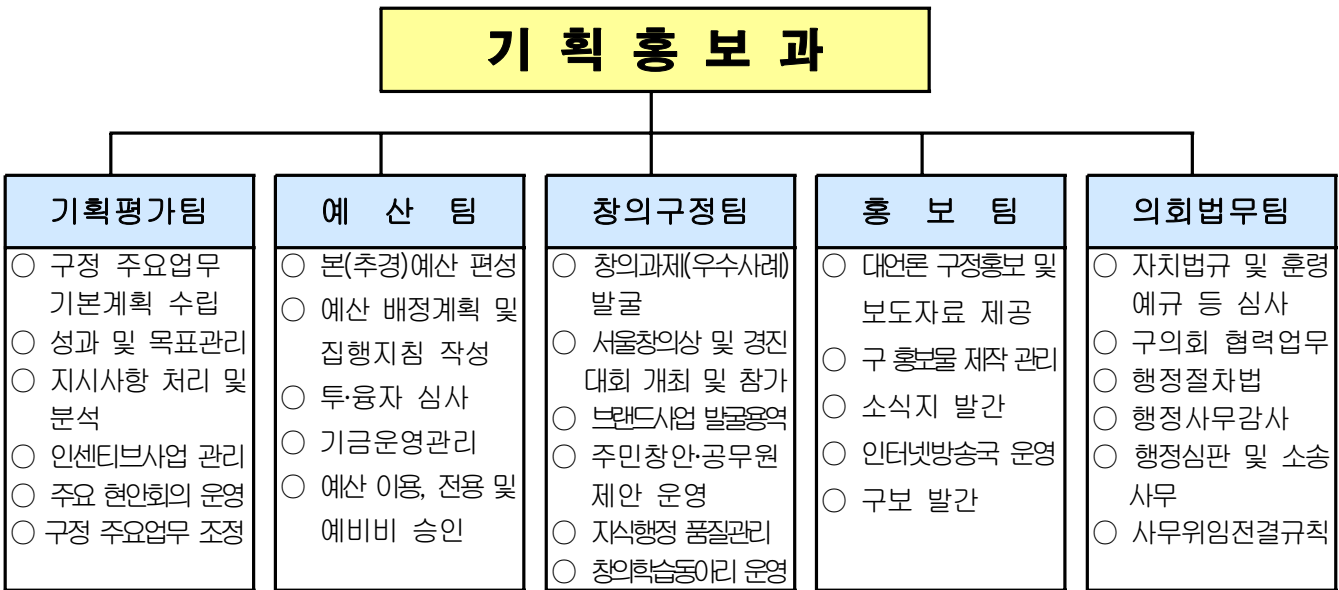 기 획 홍 보 과
기획평가팀
○ 구정 주요업무
기본계획 수립
○ 성과 및 목표관리
○ 지시사항 처리 및
분석
○ 인센티브사업 관리
○ 주요 현안회의 운영
○ 구정 주요업무 조정
예 산 팀
○ 본(추경)예산 편성
○ 예산 배정계획 및
집행지침 작성
○ 투·융자 심사
○ 기금운영관리
○ 예산 이용, 전용 및
예비비 승인
창의구정팀
○ 창의과제(우수사례)
발굴
○ 서울창의상 및 경진
대회 개최 및 참가
○ 브랜드사업 발굴용역
○ 주민창안·공무원
제안 운영
○ 지식행정 품질관리
○ 창의학습동아리 운영
홍 보 팀
○ 대언론 구정홍보 및
보도자료 제공
○ 구 홍보물 제작 관리
○ 소식지 발간
○ 인터넷방송국 운영
○ 구보 발간
의회법무팀
○ 자치법규 및 훈령
예규 등 심사
○ 구의회 협력업무
○ 행정절차법
○ 행정사무감사
○ 행정심판 및 소송
사무
○ 사무위임전결규칙